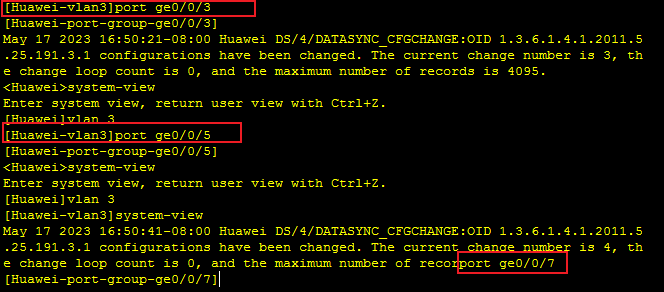 [Huawei-vlan3]port ge0/0/3
[Huawei-port-group-ge0/0/3]
May 17 2023 16:50:21-08:00 Huawei DS/4/DATASYNC_CFGCHANGE:OID 1.3.6.1.4.1.2011.5
.25.191.3.1 configurations have been changed. The current change number is 3, th
e change loop count is 0, and the maximum number of records is 4095.
<Huawei>system-view
Enter system view, return user view with Ctrl+Z.
[Huawei]vlan 3
[Huawei-vlan3]port ge0/0/5
[Huawei-port-group-ge0/0/5]
<Huawei>system-view
Enter system view, return user view with Ctrl+Z.
[Huawei]vlan 3
[Huawei-vlan3]system-view
May 17 2023 16:50:41-08:00 Huawei DS/4/DATASYNC_CFGCHANGE:OID 1.3.6.1.4.1.2011.5
.25.191.3.1 configurations have been changed. The current change number is 4, th
e change loop count is 0, and the maximum number of recorport ge0/0/7
[Huawei-port-group-ge0/0/7]